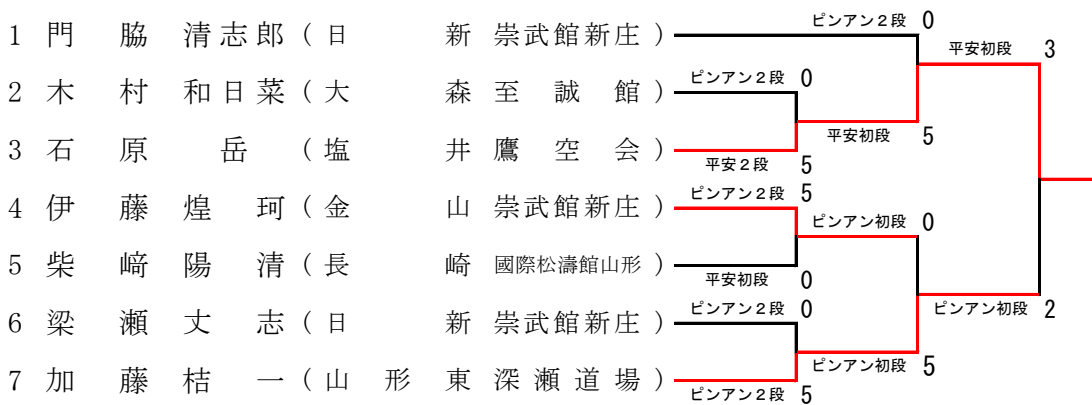 ピンアン２段 0
1 門脇 清志郎（日 新 崇武館新庄）
平安初段 3
ピンアン２段 0
2 木村 和日菜（大 森 至誠館）
平安初段 5
3 石原 岳（塩 井 鷹空会）
平安２段 5
ピンアン２段 5
4 伊藤 煌珂（金 山 崇武館新庄）
ピンアン初段 0
5 柴﨑 陽清（長 崎 國際松濤館山形）
平安初段 0
ピンアン２段 0
ピンアン初段 2
6 梁瀬 丈志（日 新 崇武館新庄）
ピンアン初段 5
7 加藤 桔一（山 形 東 深瀬道場）
ピンアン２段 5